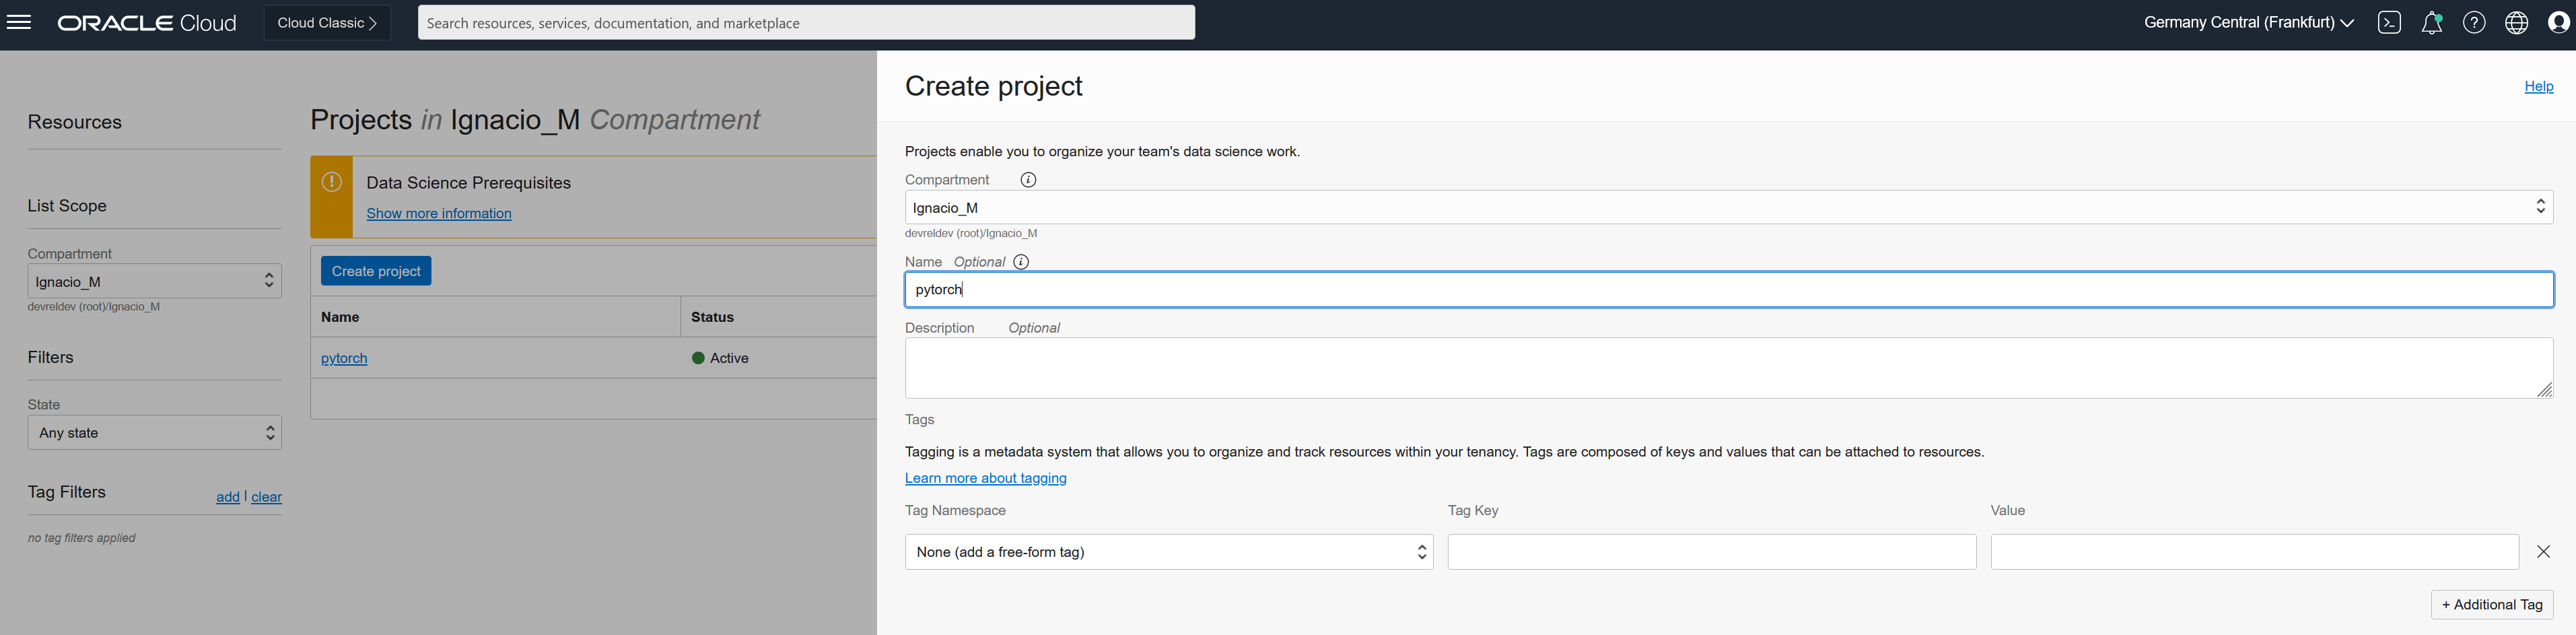 ORACLE Cloud
Cloud Classic
Search resources, services, documentation, and marketplace
Germany Central (Frankfurt)
Resources
List Scope
Compartment
Ignacio_M
devreldev (root)/Ignacio_M
Filters
State
Any state
Tag Filters
add | clear
no tag filters applied
Projects in Ignacio_M Compartment
Data Science Prerequisites
Show more information
Create project
Name Status
pytorch Active
Create project
Help
Projects enable you to organize your team's data science work.
Compartment
Ignacio_M
devreldev (root)/Ignacio_M
Name Optional
pytorch
Description Optional
Tags
Tagging is a metadata system that allows you to organize and track resources within your tenancy. Tags are composed of keys and values that can be attached to resources.
Learn more about tagging
Tag Namespace Tag Key Value
None (add a free-form tag)
+ Additional Tag